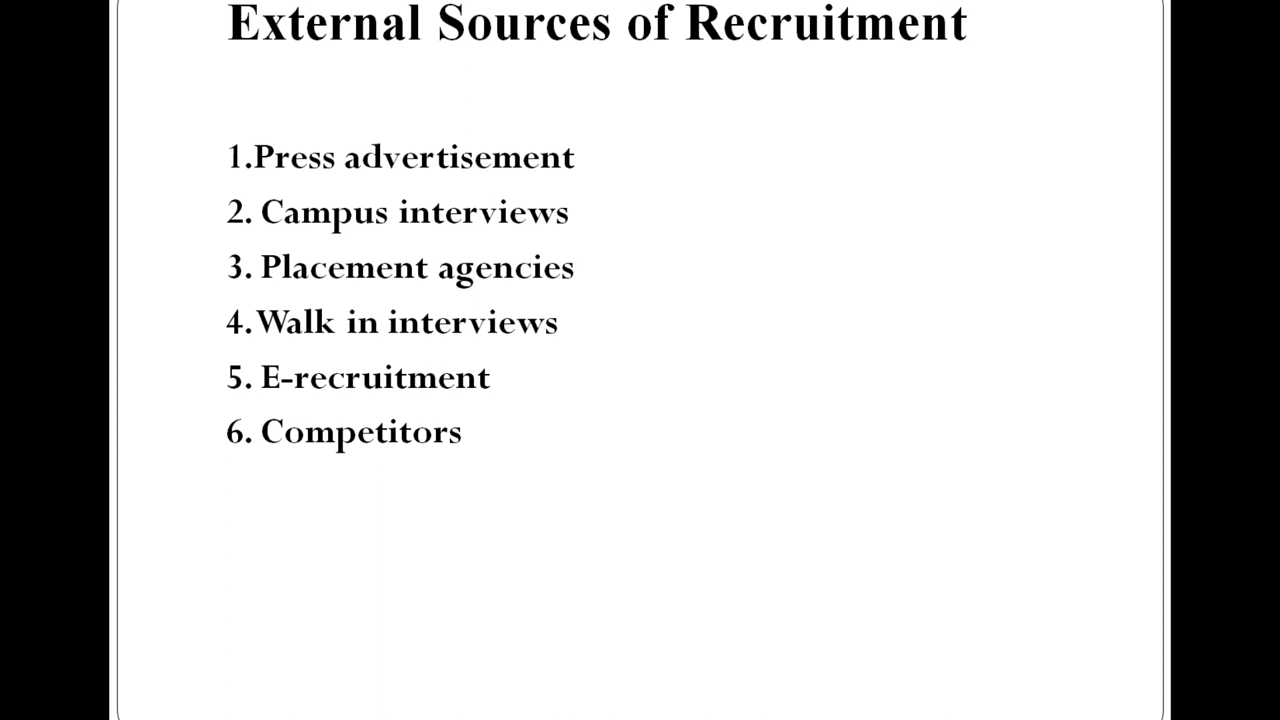 External Sources of Recruitment
1.Press advertisement
2. Campus interviews
3. Placement agencies
4.Walk in interviews
5. E-recruitment
6. Competitors